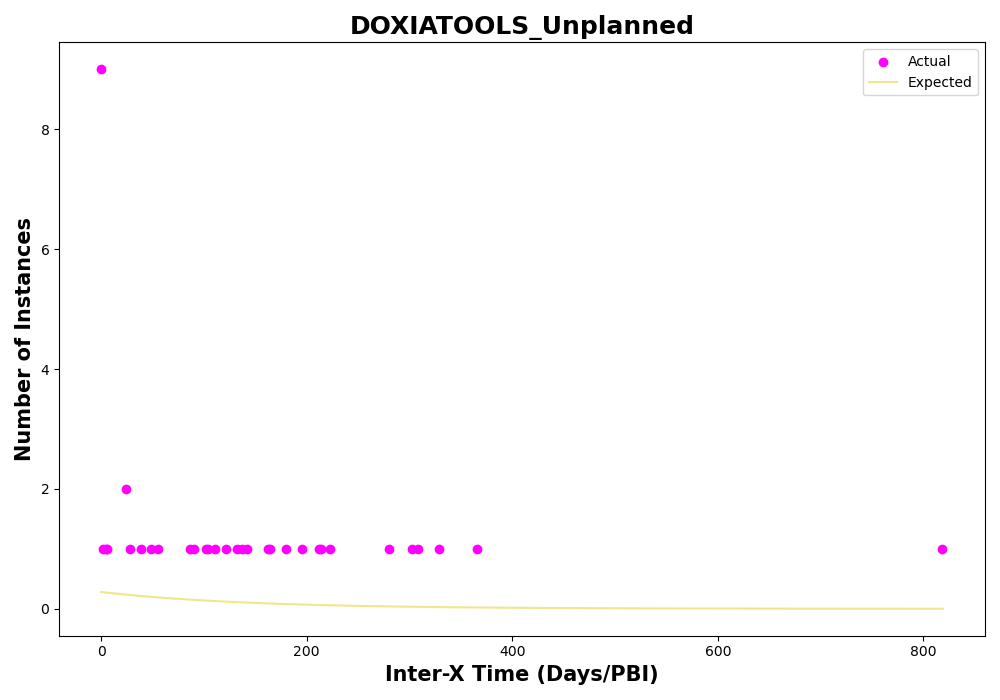 DOXIATOOLS_Unplanned
Actual
Expected
Number of Instances
8
6
4
2
0
0
200
400
600
800
Inter-X Time (Days/PBI)